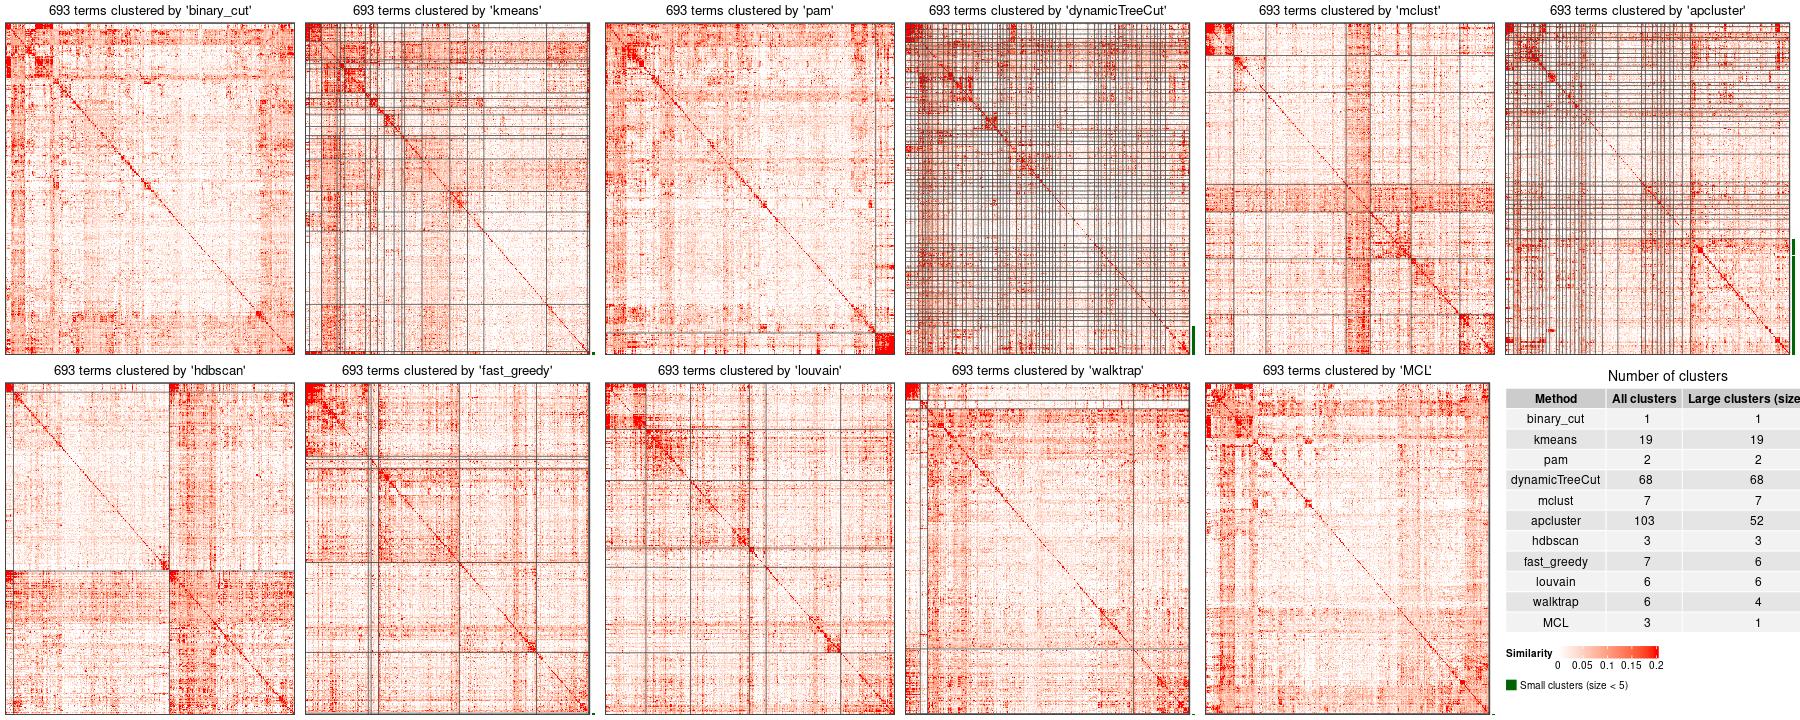 693 terms clustered by 'binary_cut'
693 terms clustered by 'kmeans'
693 terms clustered by 'pam'
693 terms clustered by 'dynamicTreeCut'
693 terms clustered by 'mclust'
693 terms clustered by 'apcluster'
693 terms clustered by 'hdbscan'
693 terms clustered by 'fast_greedy'
693 terms clustered by 'louvain'
693 terms clustered by 'walktrap'
693 terms clustered by 'MCL'
Number of clusters
Method All clusters Large clusters (size
binary_cut 1 1
kmeans 19 19
pam 2 2
dynamicTreeCut 68 68
mclust 7 7
apcluster 103 52
hdbscan 3 3
fast_greedy 7 6
louvain 6 6
walktrap 6 4
MCL 3 1
Similarity
0 0.05 0.1 0.15 0.2
Small clusters (size < 5)